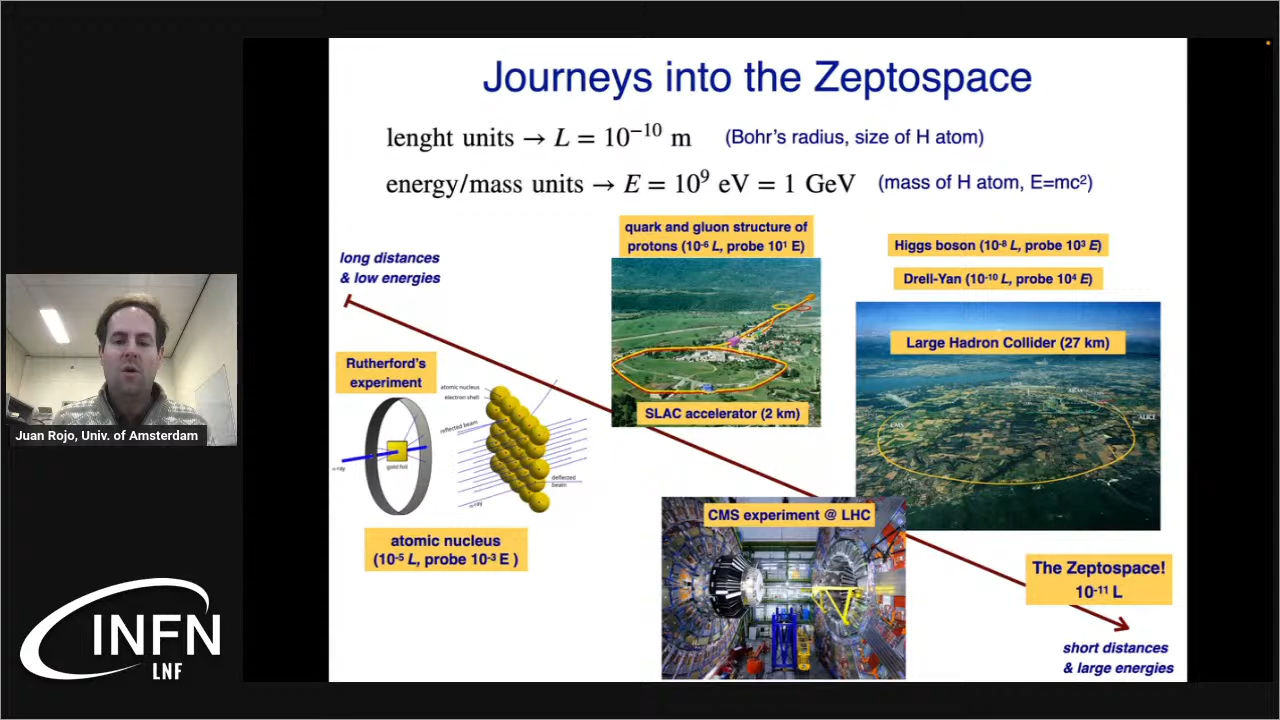 Journeys into the Zeptospace
lenght units → L = 10⁻¹⁰ m (Bohr's radius, size of H atom)
energy/mass units → E = 10⁹ eV = 1 GeV (mass of H atom, E=mc²)
long distances
& low energies
quark and gluon structure of
protons (10⁻⁶ L, probe 10¹ E)
Higgs boson (10⁻⁸ L, probe 10³ E)
Drell-Yan (10⁻¹⁰ L, probe 10⁴ E)
Large Hadron Collider (27 km)
CMS
ALICE
SLAC accelerator (2 km)
Rutherford's
experiment
α-ray
gold foil
atomic nucleus
electron shell
reflected beam
deflected
beam
α-ray
atomic nucleus
(10⁻⁵ L, probe 10⁻³ E )
CMS experiment @ LHC
The Zeptospace!
10⁻¹¹ L
short distances
& large energies
Juan Rojo, Univ. of Amsterdam
INFN
LNF